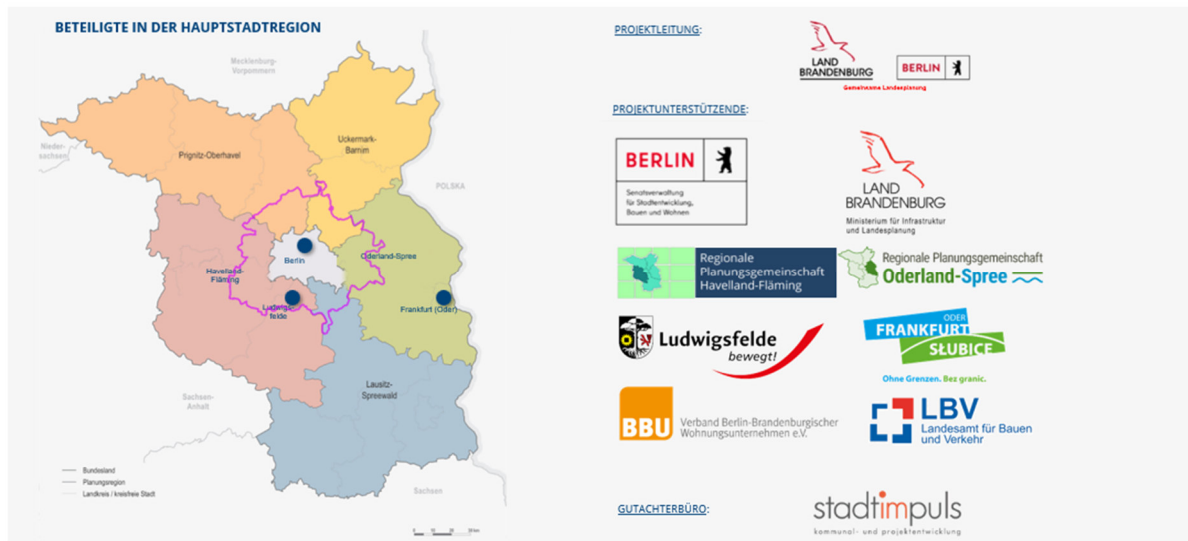 BETEILIGTE IN DER HAUPTSTADTREGION
Mecklenburg-
Vorpommern
Nieder-
sachsen
Prignitz-Oberhavel
Uckermark-
Barnim
POLSKA
Berlin
Oderland-Spree
Havelland-
Fläming
Ludwigs-
felde
Frankfurt (Oder)
Lausitz-
Spreewald
Sachsen-
Anhalt
Sachsen
Bundesland
Planungsregion
Landkreis / kreisfreie Stadt
PROJEKTLEITUNG:
LAND
BRANDENBURG
BERLIN
Gemeinsame Landesplanung
PROJEKTUNTERSTÜTZENDE:
BERLIN
Senatsverwaltung
für Stadtentwicklung,
Bauen und Wohnen
LAND
BRANDENBURG
Ministerium für Infrastruktur
und Landesplanung
Regionale
Planungsgemeinschaft
Havelland-Fläming
Regionale Planungsgemeinschaft
Oderland-Spree
Ludwigsfelde
bewegt!
ODER
FRANKFURT
SŁUBICE
Ohne Grenzen. Bez granic.
BBU
Verband Berlin-Brandenburgischer
Wohnungsunternehmen e.V.
LBV
Landesamt für Bauen
und Verkehr
GUTACHTERBÜRO:
stadtimpuls
kommunal- und projektentwicklung